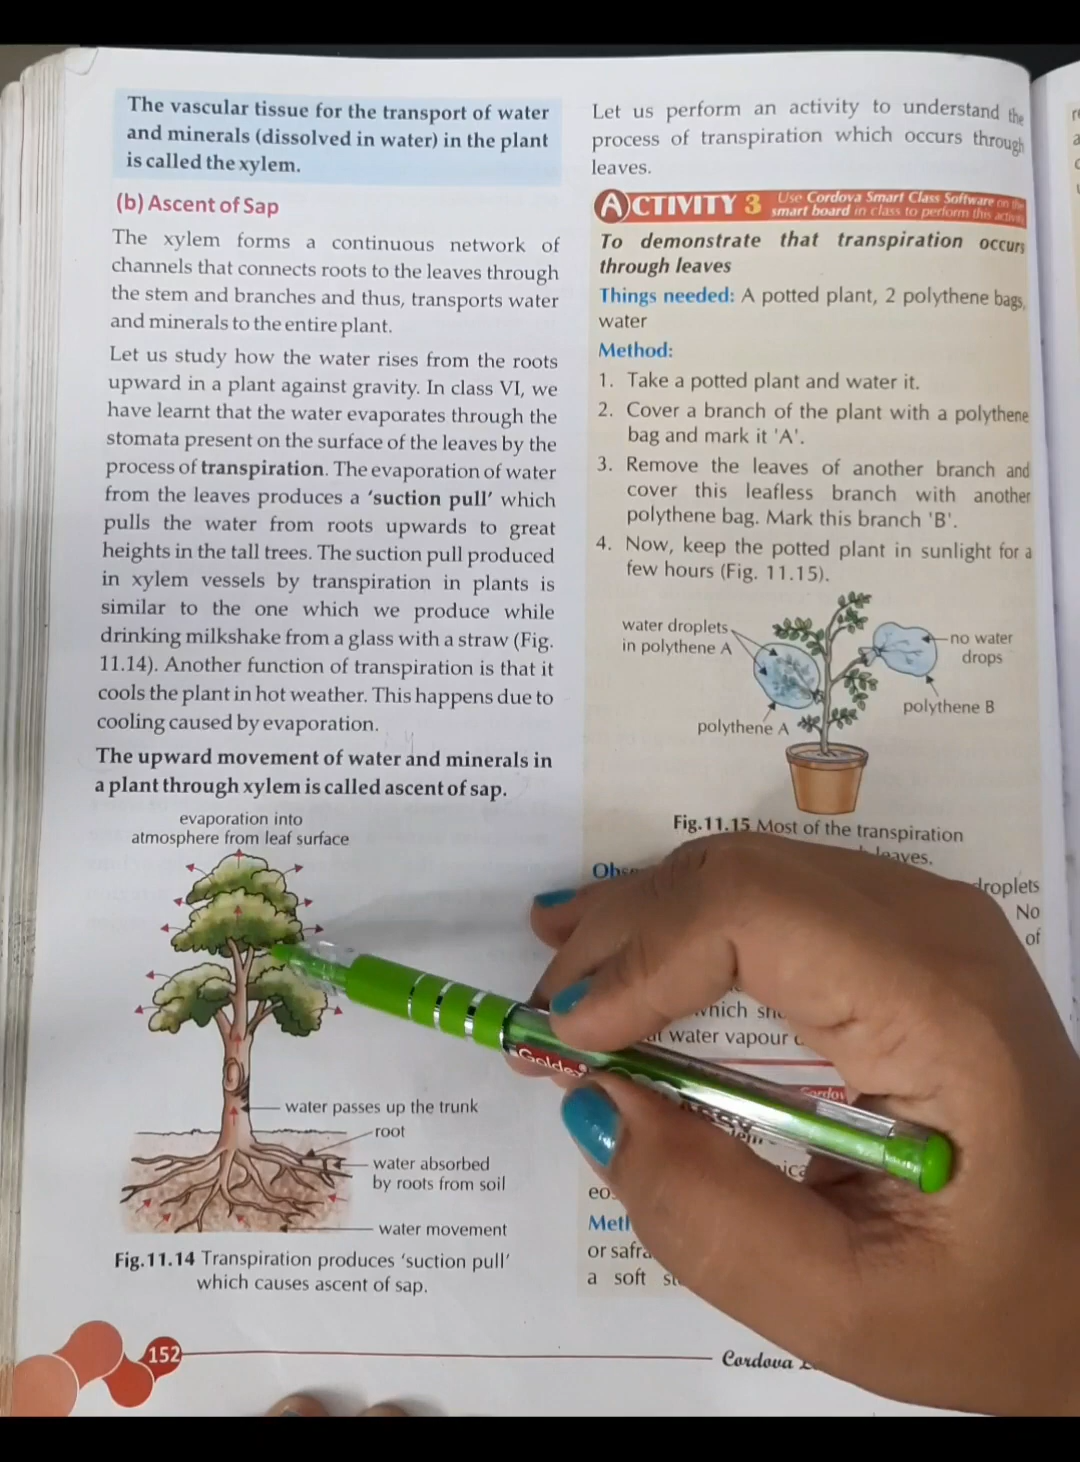 The vascular tissue for the transport of water
and minerals (dissolved in water) in the plant
is called the xylem.
(b) Ascent of Sap
The xylem forms a continuous network of
channels that connects roots to the leaves through
the stem and branches and thus, transports water
and minerals to the entire plant.
Let us study how the water rises from the roots
upward in a plant against gravity. In class VI, we
have learnt that the water evaporates through the
stomata present on the surface of the leaves by the
process of transpiration. The evaporation of water
from the leaves produces a ‘suction pull’ which
pulls the water from roots upwards to great
heights in the tall trees. The suction pull produced
in xylem vessels by transpiration in plants is
similar to the one which we produce while
drinking milkshake from a glass with a straw (Fig.
11.14). Another function of transpiration is that it
cools the plant in hot weather. This happens due to
cooling caused by evaporation.
The upward movement of water and minerals in
a plant through xylem is called ascent of sap.
evaporation into
atmosphere from leaf surface
water passes up the trunk
root
water absorbed
by roots from soil
water movement
Fig.11.14 Transpiration produces ‘suction pull’
which causes ascent of sap.
152
Let us perform an activity to understand the
process of transpiration which occurs through
leaves.
ACTIVITY 3 Use Cordova Smart Class Software on the
smart board in class to perform this activity
To demonstrate that transpiration occurs
through leaves
Things needed: A potted plant, 2 polythene bags,
water
Method:
1. Take a potted plant and water it.
2. Cover a branch of the plant with a polythene
bag and mark it 'A'.
3. Remove the leaves of another branch and
cover this leafless branch with another
polythene bag. Mark this branch 'B'.
4. Now, keep the potted plant in sunlight for a
few hours (Fig. 11.15).
water droplets
in polythene A
no water
drops
polythene B
polythene A
Fig.11.15 Most of the transpiration
leaves.
droplets
No
of
which
water vapour
Goldex
or
a soft
Cordova